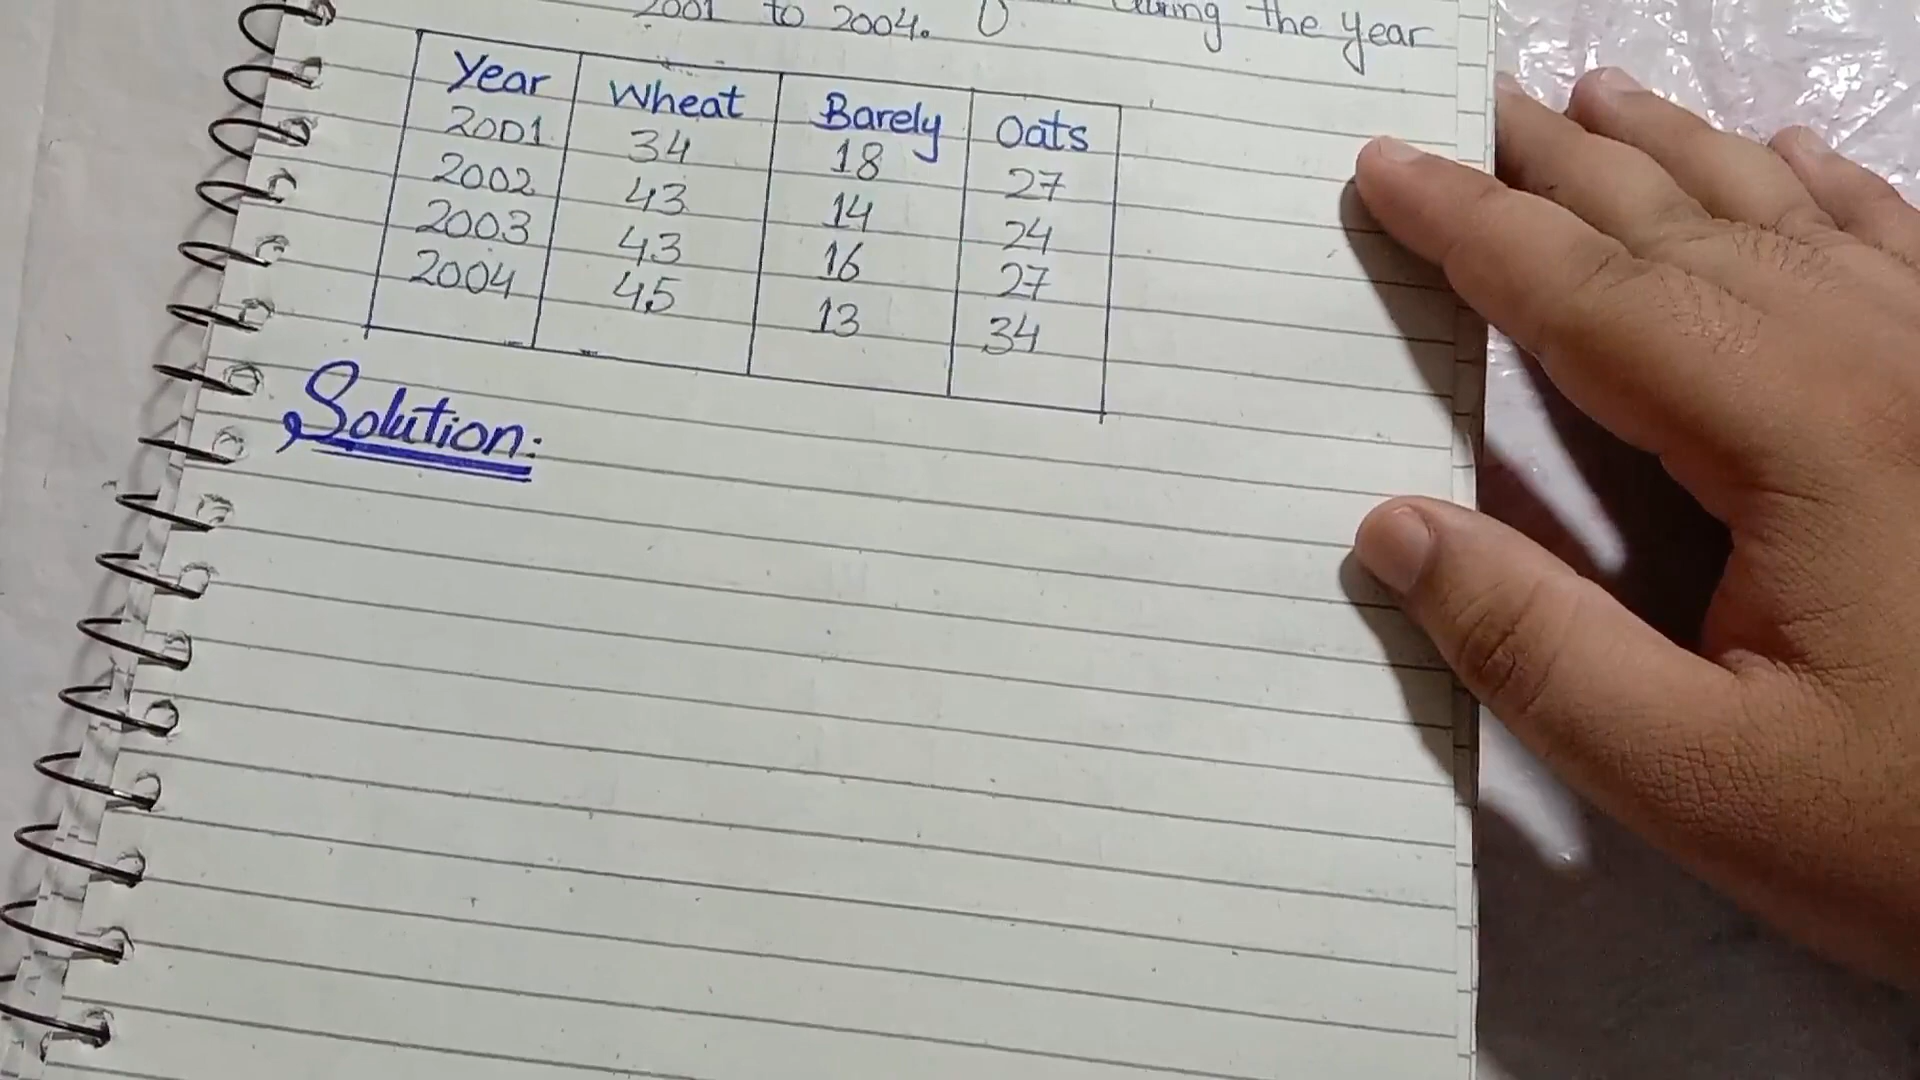 2001 to 2004. during the year
Year Wheat Barely Oats
2001 34 18 27
2002 43 14 24
2003 43 16 27
2004 45 13 34
Solution: